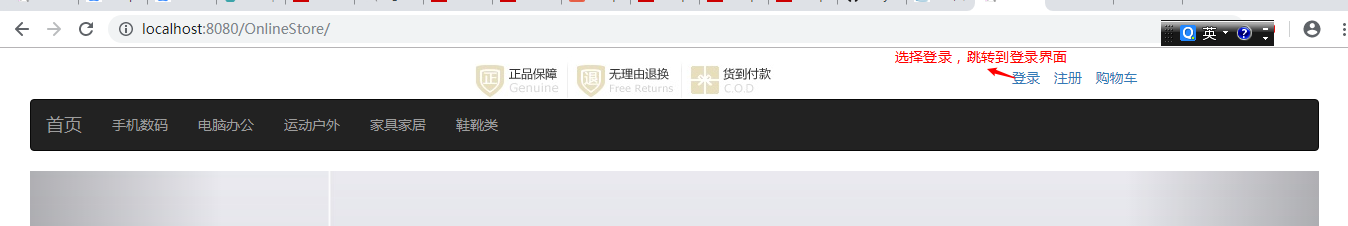 localhost:8080/OnlineStore/
英
选择登录，跳转到登录界面
正 正品保障 Genuine
退 无理由退换 Free Returns
货到付款 C.O.D
登录 注册 购物车
首页 手机数码 电脑办公 运动户外 家具家居 鞋靴类